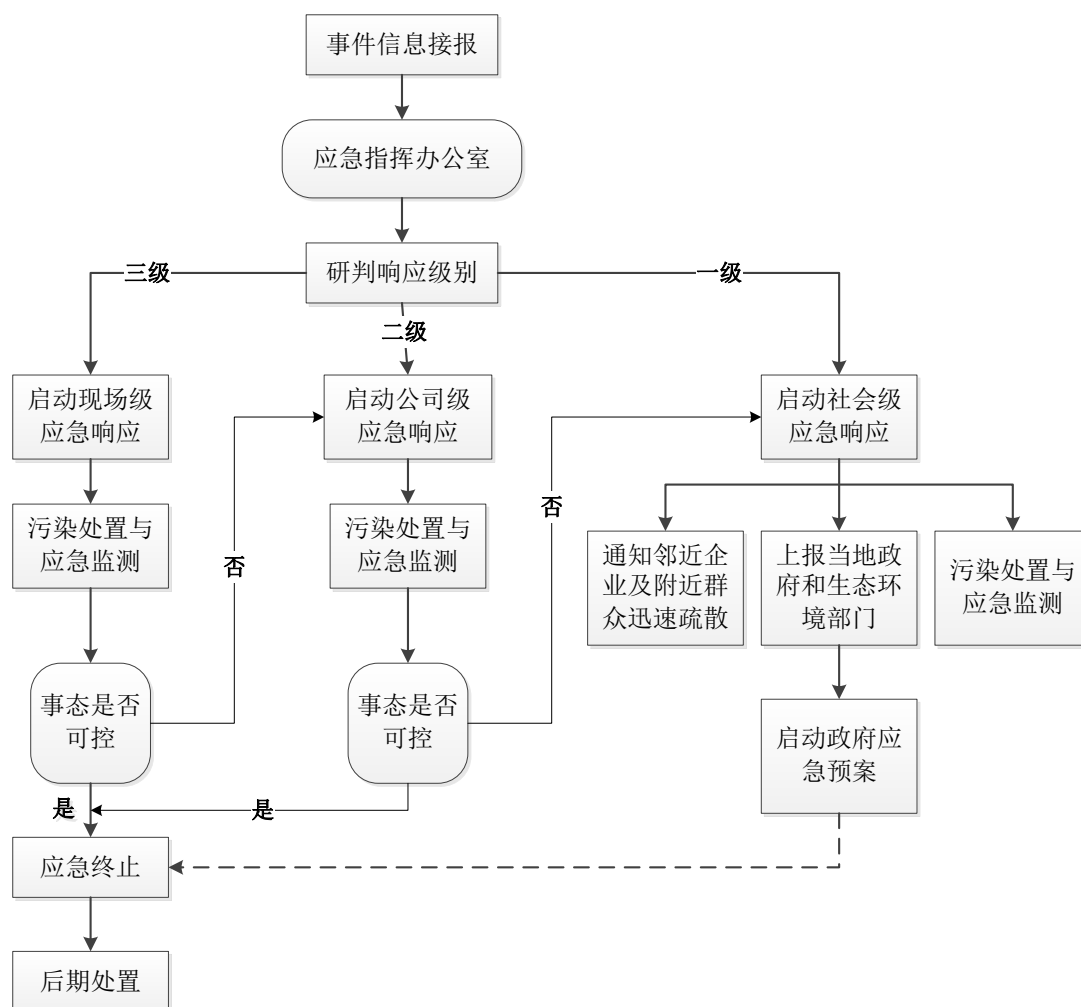 事件信息接报
应急指挥办公室
研判响应级别
三级
一级
二级
启动现场级
应急响应
启动公司级
应急响应
启动社会级
应急响应
污染处置与
应急监测
污染处置与
应急监测
否
否
通知邻近企
业及附近群
众迅速疏散
上报当地政
府和生态环
境部门
污染处置与
应急监测
事态是否
可控
事态是否
可控
启动政府应
急预案
是
是
应急终止
后期处置